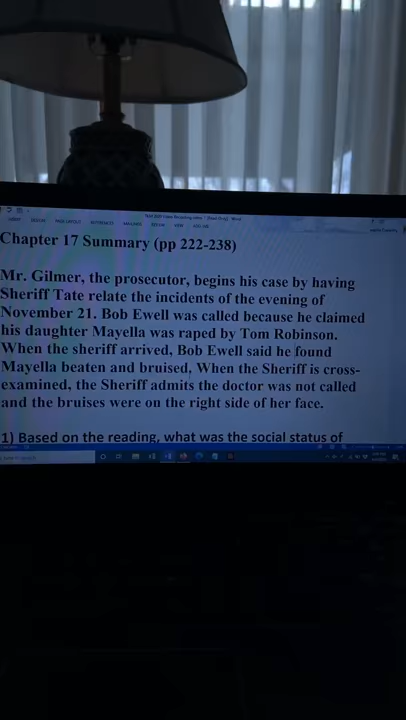 Chapter 17 Summary (pp 222-238)
Mr. Gilmer, the prosecutor, begins his case by having
Sheriff Tate relate the incidents of the evening of
November 21. Bob Ewell was called because he claimed
his daughter Mayella was raped by Tom Robinson.
When the sheriff arrived, Bob Ewell said he found
Mayella beaten and bruised. When the Sheriff is cross-
examined, the Sheriff admits the doctor was not called
and the bruises were on the right side of her face.
1) Based on the reading, what was the social status of